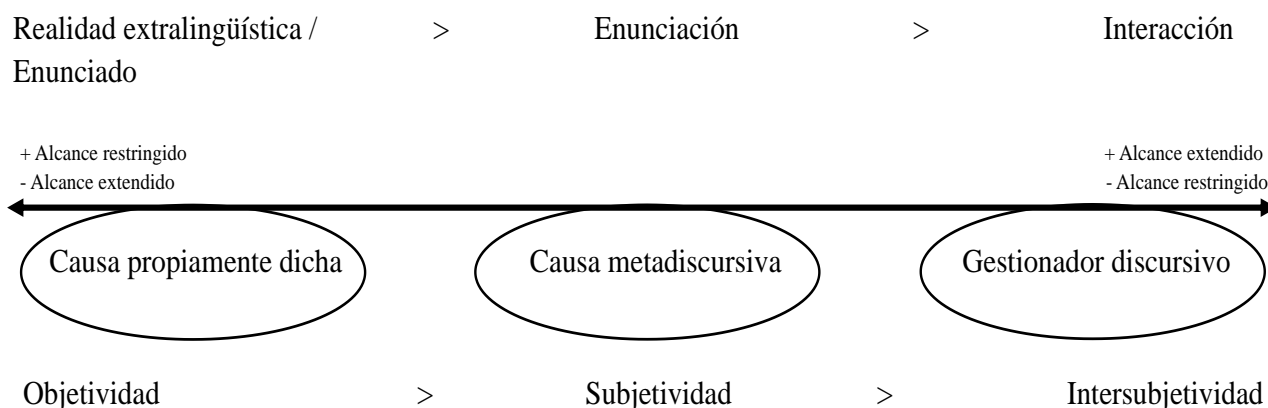 Realidad extralingüística / > Enunciación > Interacción
Enunciado
+ Alcance restringido + Alcance extendido
- Alcance extendido - Alcance restringido
Causa propiamente dicha Causa metadiscursiva Gestionador discursivo
Objetividad > Subjetividad > Intersubjetividad